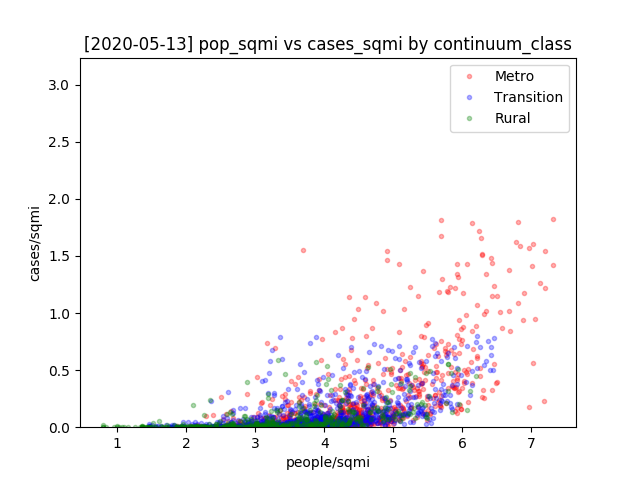 [2020-05-13] pop_sqmi vs cases_sqmi by continuum_class
Metro
Transition
Rural
cases/sqmi
3.0
2.5
2.0
1.5
1.0
0.5
0.0
1 2 3 4 5 6 7
people/sqmi